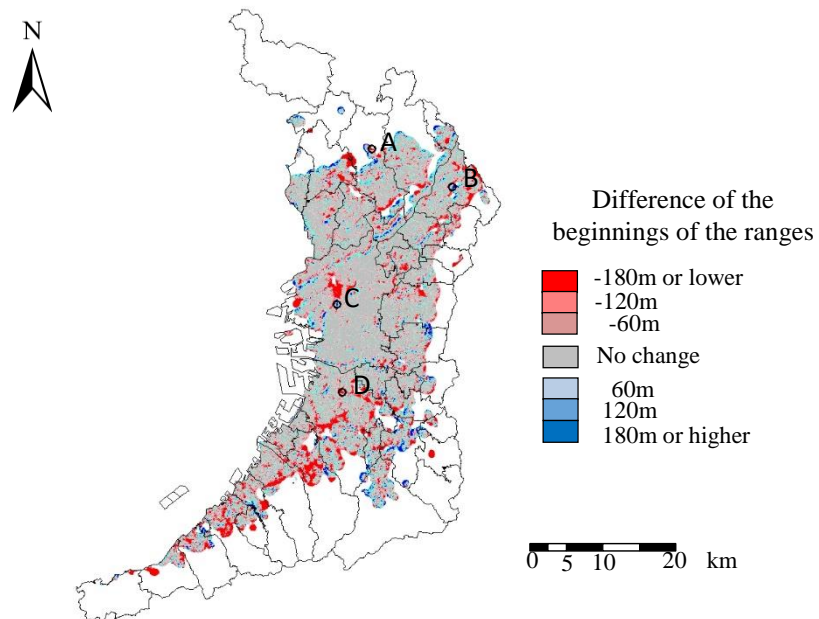 N
A
B
C
D
Difference of the
beginnings of the ranges
-180m or lower
-120m
-60m
No change
60m
120m
180m or higher
0 5 10 20 km